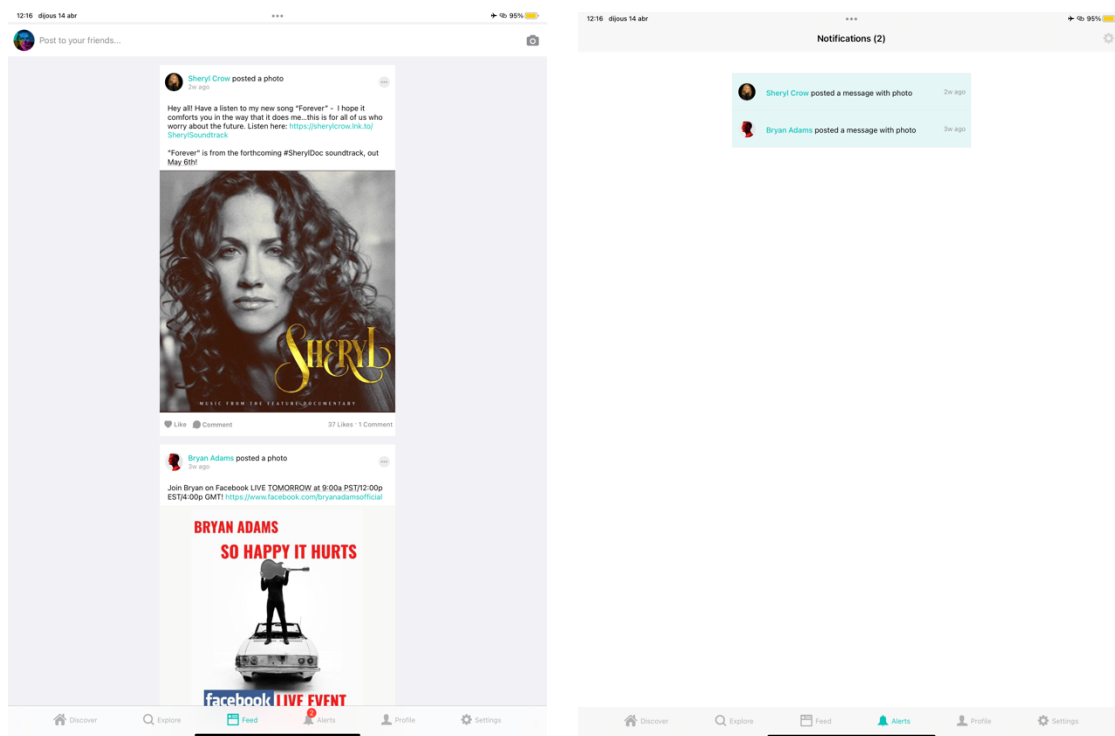 12:16 dijous 14 abr
95%
Post to your friends...
Sheryl Crow posted a photo
2w ago
Hey all! Have a listen to my new song "Forever" - I hope it
comforts you in the way that it does me...this is for all of us who
worry about the future. Listen here: https://sherylcrow.lnk.to/
SherylSoundtrack
"Forever" is from the forthcoming #SherylDoc soundtrack, out
May 6th!
SHERYL
MUSIC FROM THE FEATURE DOCUMENTARY
Like Comment 37 Likes · 1 Comment
Bryan Adams posted a photo
3w ago
Join Bryan on Facebook LIVE TOMORROW at 9:00a PST/12:00p
EST/4:00p GMT! https://www.facebook.com/bryanadamsofficial
BRYAN ADAMS
SO HAPPY IT HURTS
facebook LIVE EVENT
2
Discover Explore Feed Alerts Profile Settings
12:16 dijous 14 abr
95%
Notifications (2)
Sheryl Crow posted a message with photo 2w ago
Bryan Adams posted a message with photo 3w ago
Discover Explore Feed Alerts Profile Settings